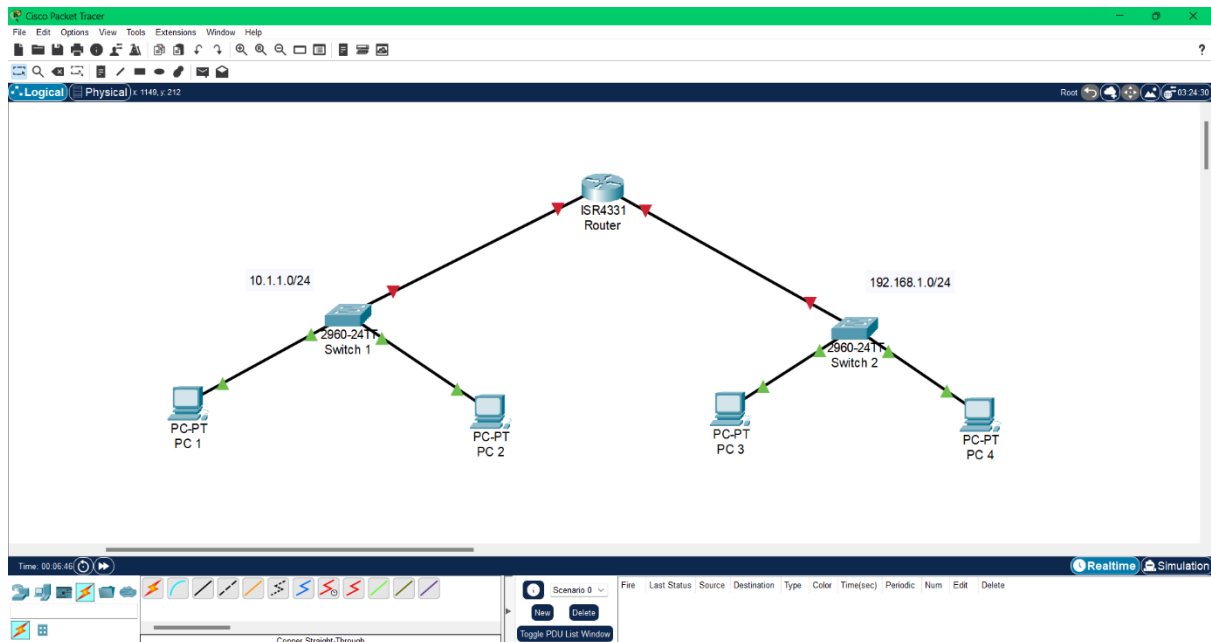 Cisco Packet Tracer
File Edit Options View Tools Extensions Window Help
?
Logical Physical x: 1149, y: 212
Root 03:24:30
ISR4331
Router
10.1.1.0/24
192.168.1.0/24
2960-24TT
Switch 1
2960-24TT
Switch 2
PC-PT
PC 1
PC-PT
PC 2
PC-PT
PC 3
PC-PT
PC 4
Time: 00:06:46
Realtime Simulation
Scenario 0
New Delete
Toggle PDU List Window
Fire Last Status Source Destination Type Color Time(sec) Periodic Num Edit Delete
Copper Straight-Through